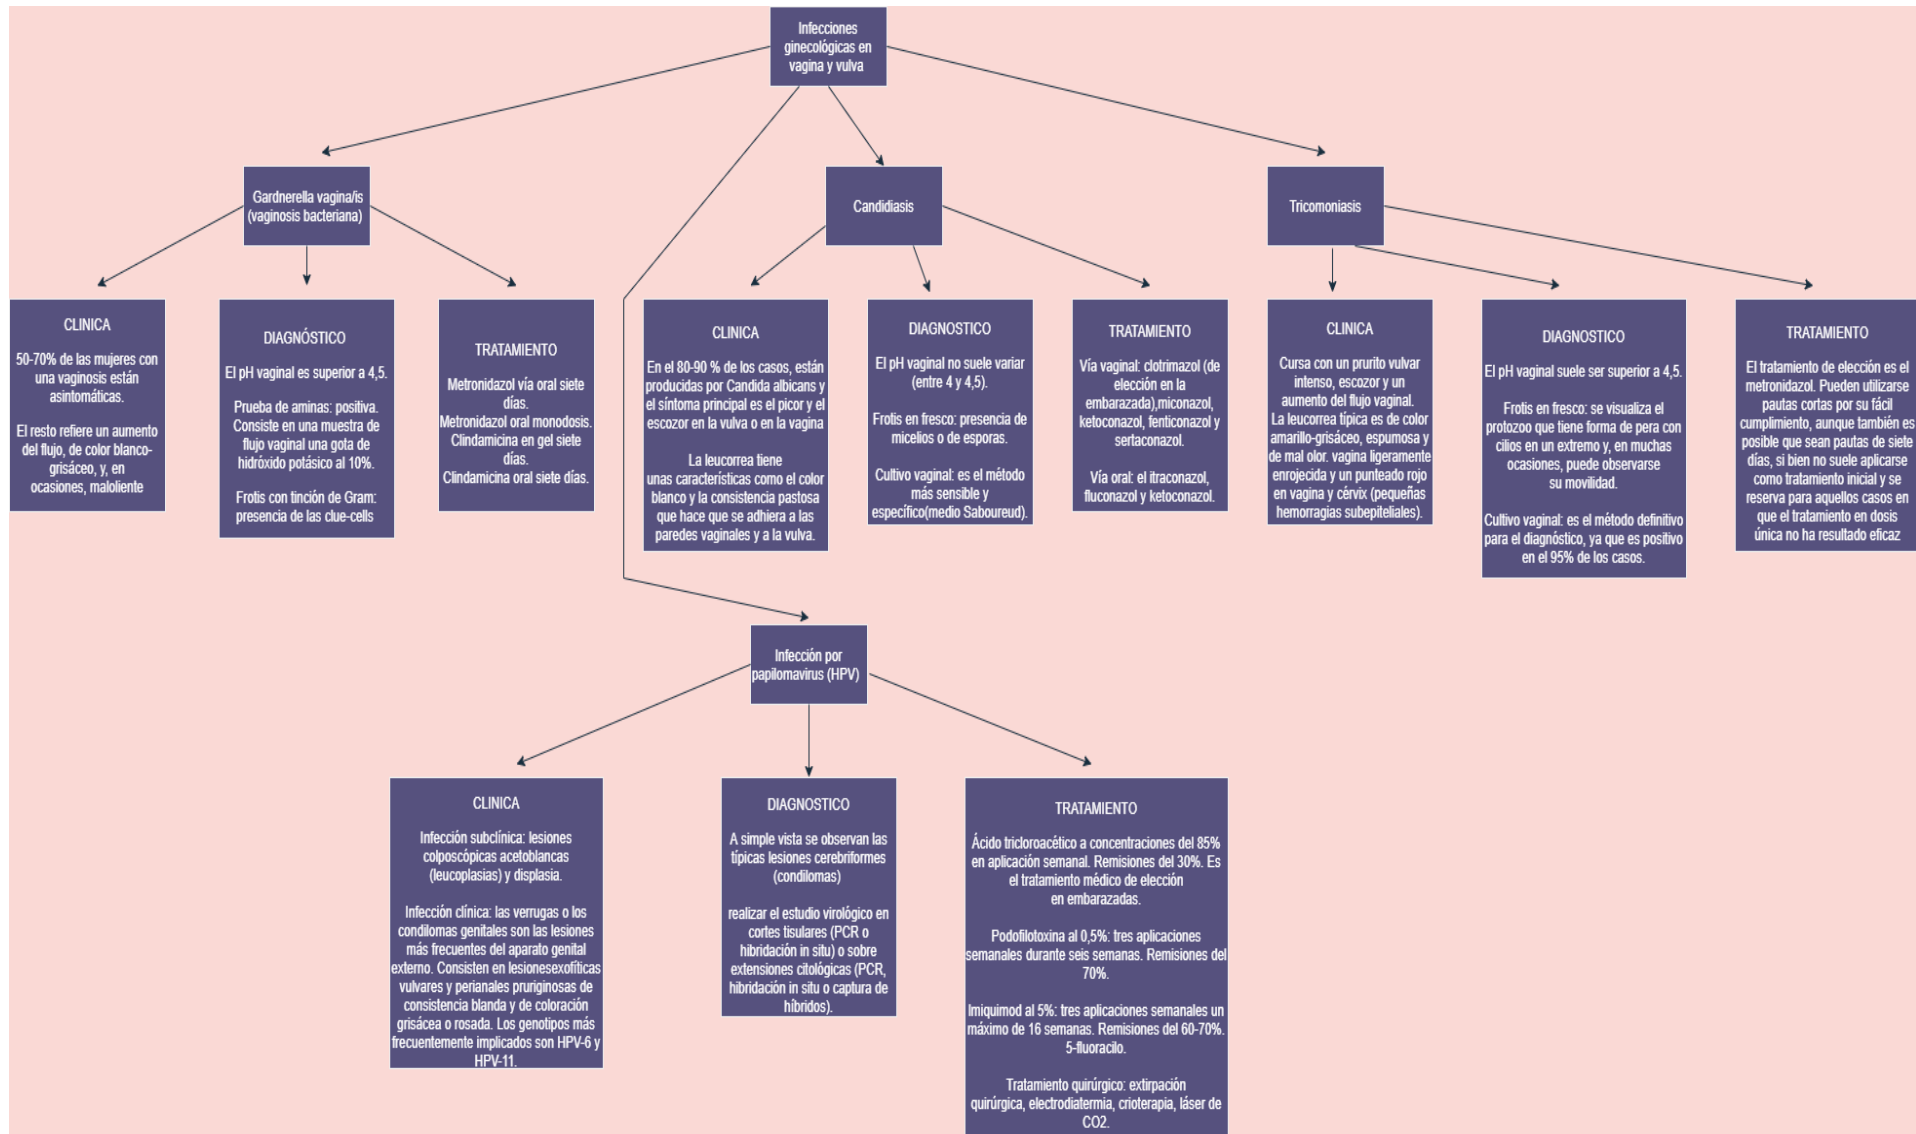 Infecciones
ginecológicas en
vagina y vulva
Gardnerella vagina/is
(vaginosis bacteriana)
Candidiasis
Tricomoniasis
CLINICA
50-70% de las mujeres con
una vaginosis están
asintomáticas.
El resto refiere un aumento
del flujo, de color blanco-
grisáceo, y, en
ocasiones, maloliente
DIAGNÓSTICO
El pH vaginal es superior a 4,5.
Prueba de aminas: positiva.
Consiste en una muestra de
flujo vaginal una gota de
hidróxido potásico al 10%.
Frotis con tinción de Gram:
presencia de las clue-cells
TRATAMIENTO
Metronidazol vía oral siete
días.
Metronidazol oral monodosis.
Clindamicina en gel siete
días.
Clindamicina oral siete días.
CLINICA
En el 80-90 % de los casos, están
producidas por Candida albicans y
el síntoma principal es el picor y el
escozor en la vulva o en la vagina
La leucorrea tiene
unas características como el color
blanco y la consistencia pastosa
que hace que se adhiera a las
paredes vaginales y a la vulva.
DIAGNOSTICO
El pH vaginal no suele variar
(entre 4 y 4,5).
Frotis en fresco: presencia de
micelios o de esporas.
Cultivo vaginal: es el método
más sensible y
específico(medio Saboureud).
TRATAMIENTO
Vía vaginal: clotrimazol (de
elección en la
embarazada),miconazol,
ketoconazol, fenticonazol y
sertaconazol.
Vía oral: el itraconazol,
fluconazol y ketoconazol.
CLINICA
Cursa con un prurito vulvar
intenso, escozor y un
aumento del flujo vaginal.
La leucorrea típica es de color
amarillo-grisáceo, espumosa y
de mal olor. vagina ligeramente
enrojecida y un punteado rojo
en vagina y cérvix (pequeñas
hemorragias subepiteliales).
DIAGNOSTICO
El pH vaginal suele ser superior a 4,5.
Frotis en fresco: se visualiza el
protozoo que tiene forma de pera con
cilios en un extremo y, en muchas
ocasiones, puede observarse
su movilidad.
Cultivo vaginal: es el método definitivo
para el diagnóstico, ya que es positivo
en el 95% de los casos.
TRATAMIENTO
El tratamiento de elección es el
metronidazol. Pueden utilizarse
pautas cortas por su fácil
cumplimiento, aunque también es
posible que sean pautas de siete
días, si bien no suele aplicarse
como tratamiento inicial y se
reserva para aquellos casos en
que el tratamiento en dosis
única no ha resultado eficaz
Infección por
papilomavirus (HPV)
CLINICA
Infección subclínica: lesiones
colposcópicas acetoblancas
(leucoplasias) y displasia.
Infección clínica: las verrugas o los
condilomas genitales son las lesiones
más frecuentes del aparato genital
externo. Consisten en lesionesexofíticas
vulvares y perianales pruriginosas de
consistencia blanda y de coloración
grisácea o rosada. Los genotipos más
frecuentemente implicados son HPV-6 y
HPV-11.
DIAGNOSTICO
A simple vista se observan las
típicas lesiones cerebriformes
(condilomas)
realizar el estudio virológico en
cortes tisulares (PCR o
hibridación in situ) o sobre
extensiones citológicas (PCR,
hibridación in situ o captura de
híbridos).
TRATAMIENTO
Ácido tricloroacético a concentraciones del 85%
en aplicación semanal. Remisiones del 30%. Es
el tratamiento médico de elección
en embarazadas.
Podofilotoxina al 0,5%: tres aplicaciones
semanales durante seis semanas. Remisiones del
70%.
Imiquimod al 5%: tres aplicaciones semanales un
máximo de 16 semanas. Remisiones del 60-70%.
5-fluoracilo.
Tratamiento quirúrgico: extirpación
quirúrgica, electrodiatermia, crioterapia, láser de
CO2.